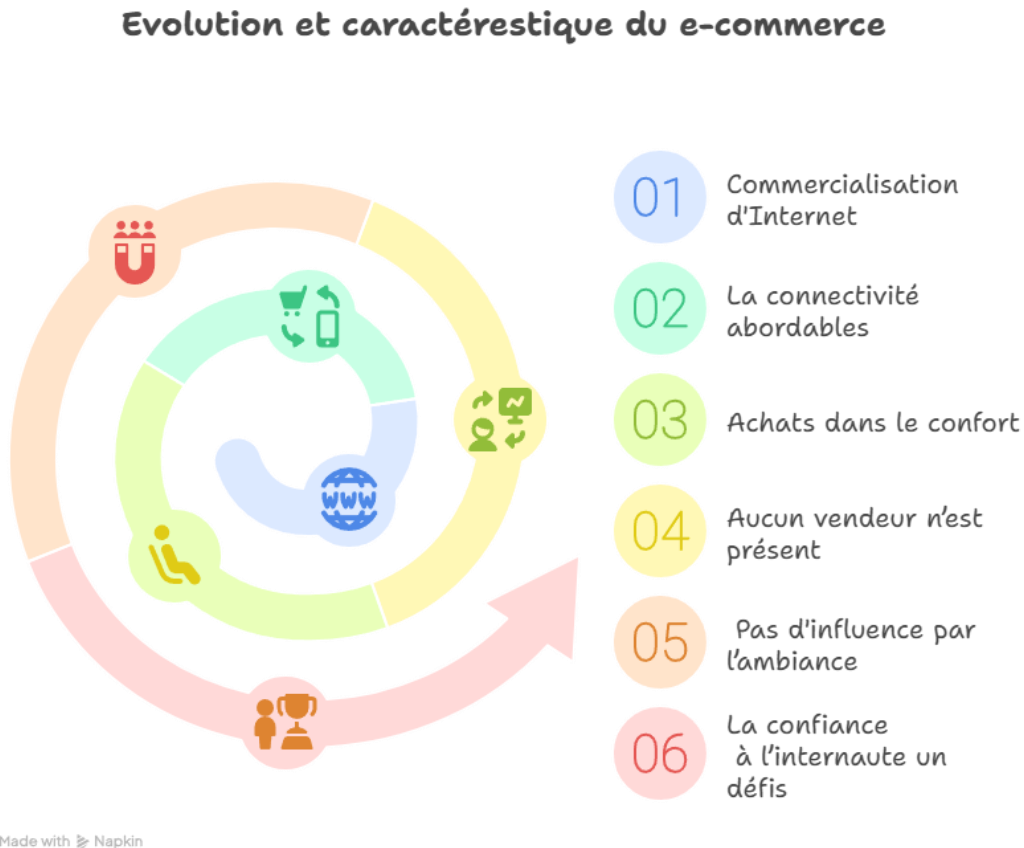 Evolution et caractérestique du e-commerce
01
Commercialisation
d'Internet
02
La connectivité
abordables
03
Achats dans le confort
04
Aucun vendeur n’est
présent
05
Pas d'influence par
l’ambiance
06
La confiance
à l’internaute un
défis
WWW
Made with Napkin